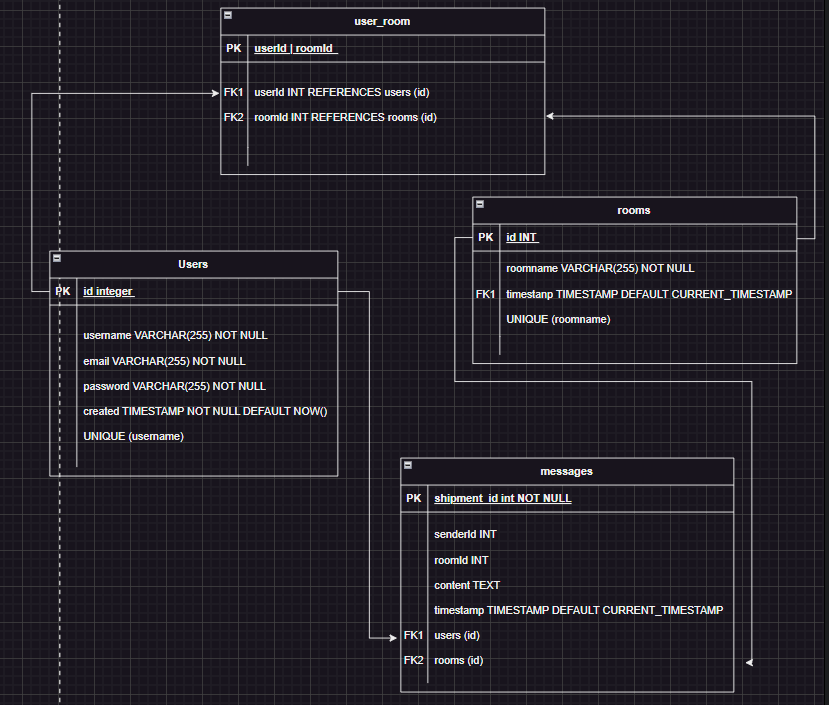 user_room
PK userId | roomId
FK1 userId INT REFERENCES users (id)
FK2 roomId INT REFERENCES rooms (id)
rooms
PK id INT
roomname VARCHAR(255) NOT NULL
FK1 timestanp TIMESTAMP DEFAULT CURRENT_TIMESTAMP
UNIQUE (roomname)
Users
PK id integer
username VARCHAR(255) NOT NULL
email VARCHAR(255) NOT NULL
password VARCHAR(255) NOT NULL
created TIMESTAMP NOT NULL DEFAULT NOW()
UNIQUE (username)
messages
PK shipment_id int NOT NULL
senderId INT
roomId INT
content TEXT
timestamp TIMESTAMP DEFAULT CURRENT_TIMESTAMP
FK1 users (id)
FK2 rooms (id)